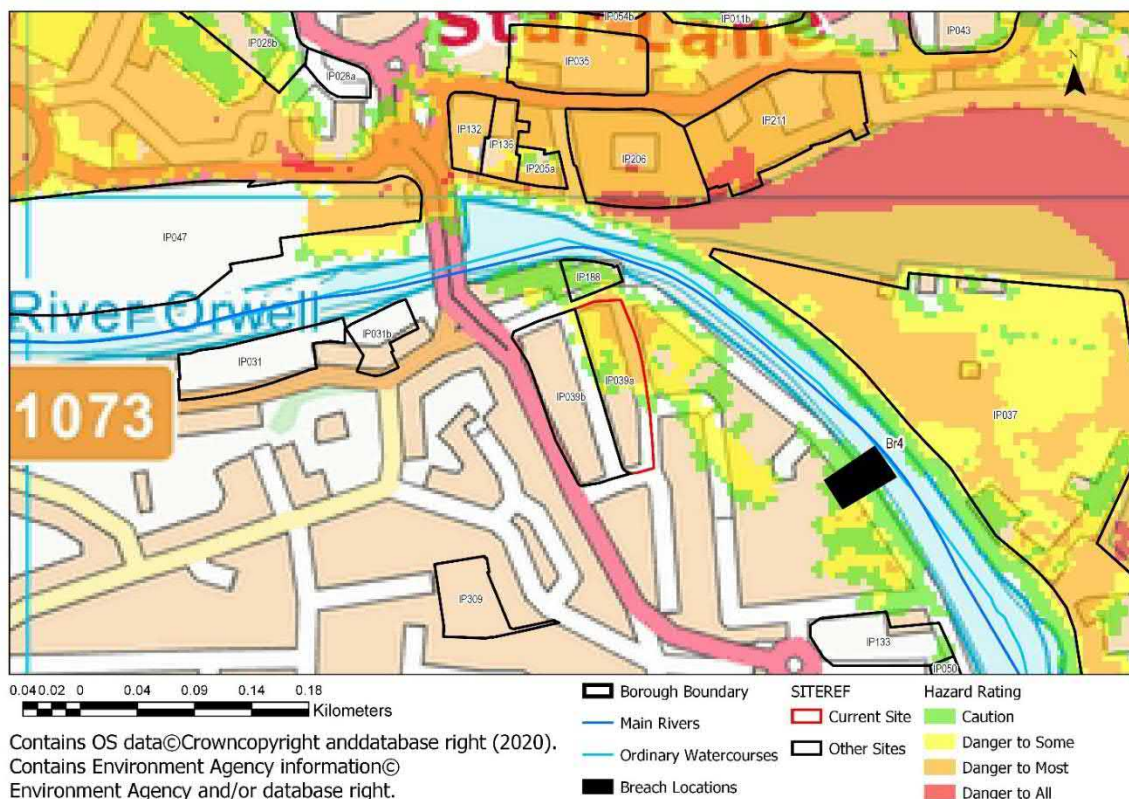 IP054b
IP011b
IP043
Star Lane
IP028b
IP028a
IP035
N
IP132
IP136
IP205a
IP206
IP211
IP047
IP188
River Orwell
IP031
IP031b
IP039a
IP039b
IP037
1073
Br4
IP309
IP133
IP050
0.04 0.02 0 0.04 0.09 0.14 0.18
Kilometers
Contains OS data©Crowncopyright anddatabase right (2020).
Contains Environment Agency information©
Environment Agency and/or database right.
Borough Boundary
Main Rivers
Ordinary Watercourses
Breach Locations
SITEREF
Current Site
Other Sites
Hazard Rating
Caution
Danger to Some
Danger to Most
Danger to All